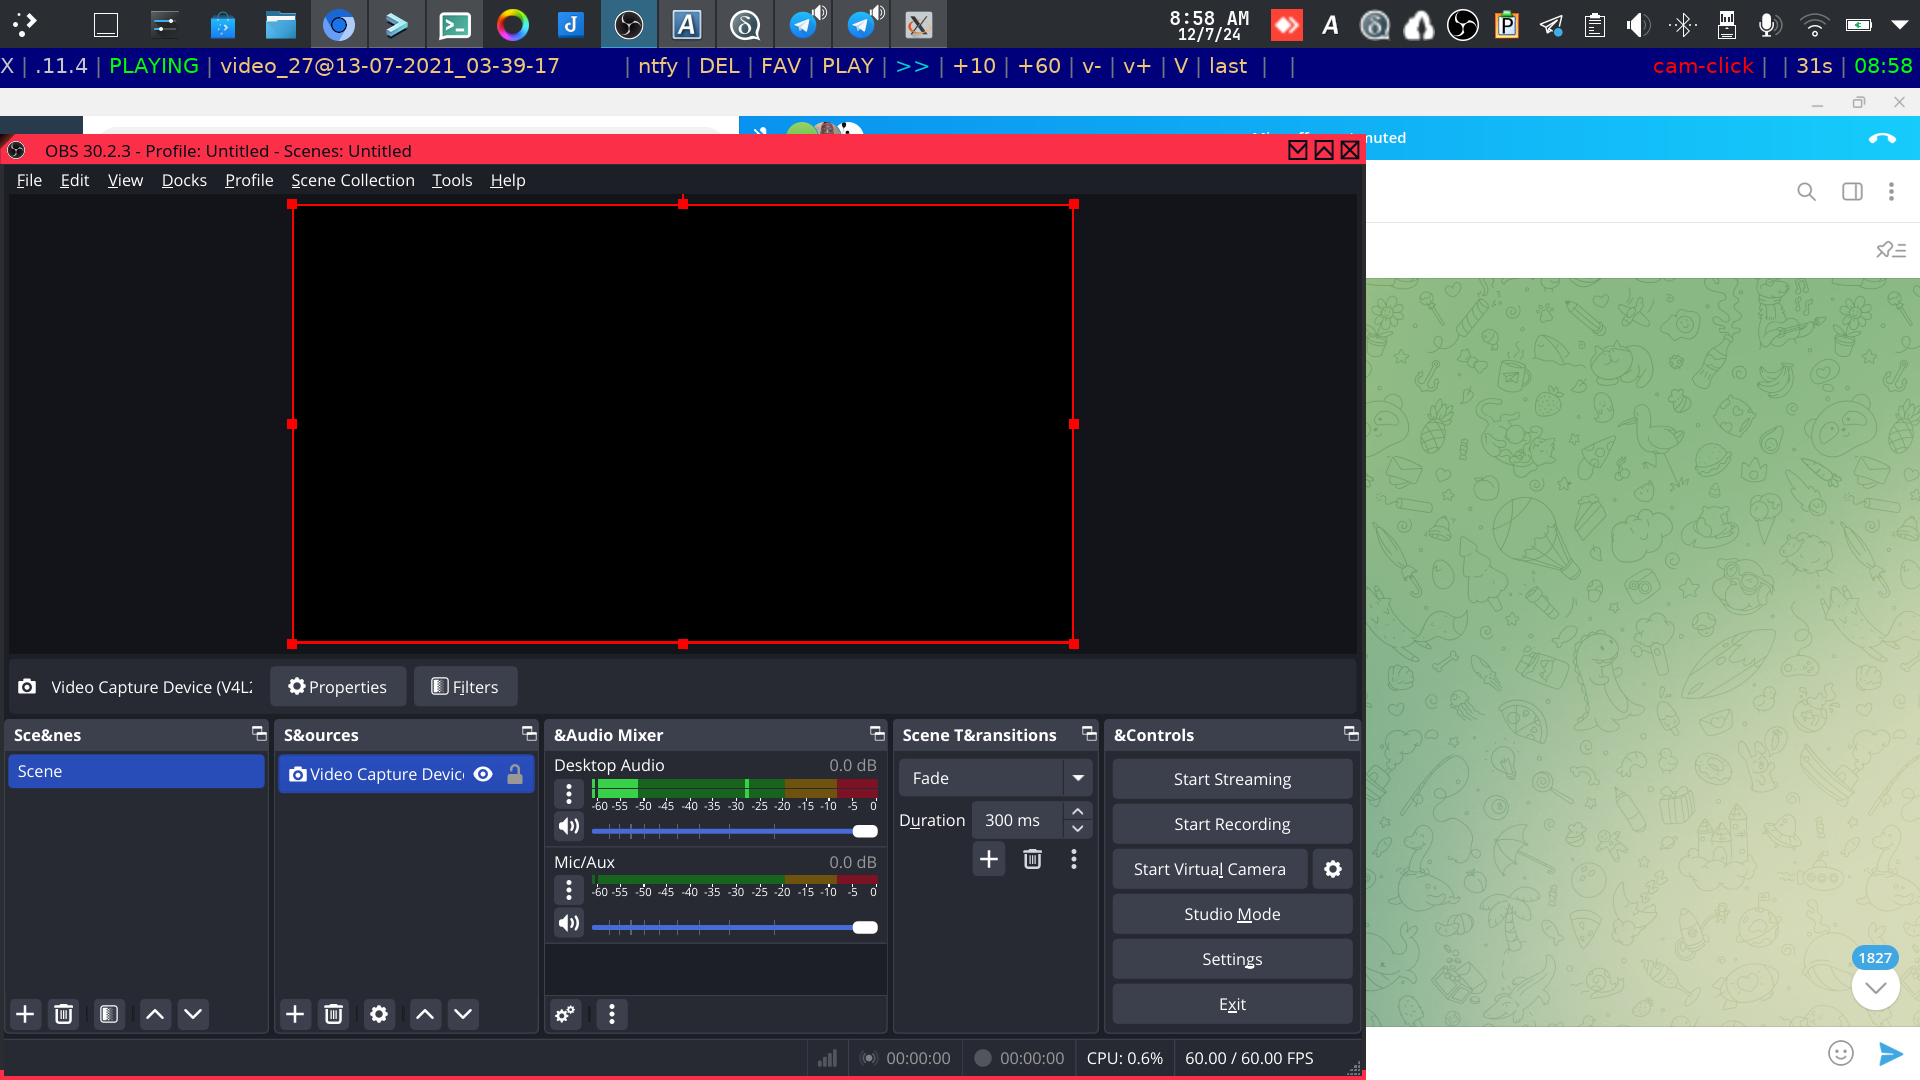 8:58 AM
12/7/24
X | .11.4 | PLAYING | video_27@13-07-2021_03-39-17 | ntfy | DEL | FAV | PLAY | >> | +10 | +60 | v- | v+ | V | last | | cam-click | | 31s | 08:58
muted
OBS 30.2.3 - Profile: Untitled - Scenes: Untitled
File Edit View Docks Profile Scene Collection Tools Help
Video Capture Device (V4L2
Properties
Filters
Sce&nes
Scene
S&ources
Video Capture Devic
&Audio Mixer
Desktop Audio 0.0 dB
-60 -55 -50 -45 -40 -35 -30 -25 -20 -15 -10 -5 0
Mic/Aux 0.0 dB
-60 -55 -50 -45 -40 -35 -30 -25 -20 -15 -10 -5 0
Scene T&ransitions
Fade
Duration 300 ms
&Controls
Start Streaming
Start Recording
Start Virtual Camera
Studio Mode
Settings
Exit
00:00:00 00:00:00 CPU: 0.6% 60.00 / 60.00 FPS
1827